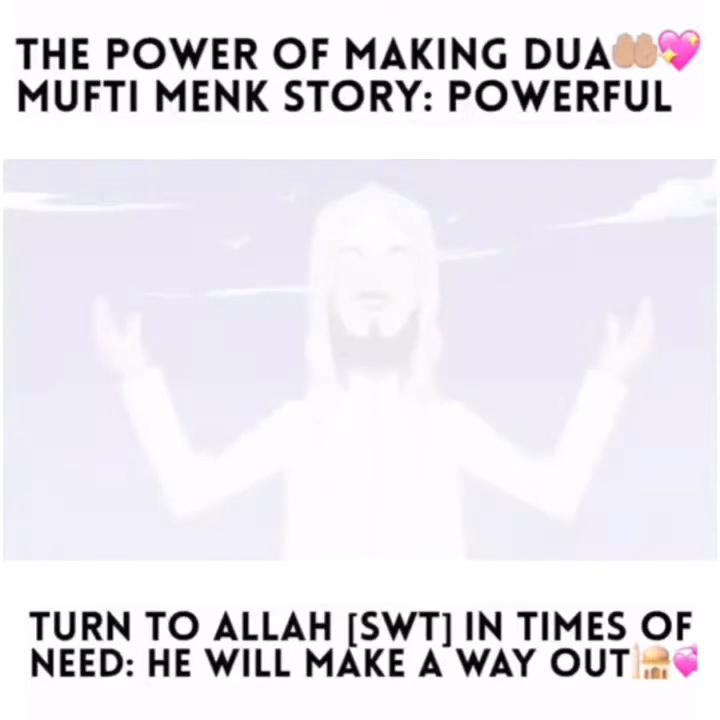 THE POWER OF MAKING DUA🤲🏼💖
MUFTI MENK STORY: POWERFUL
TURN TO ALLAH [SWT] IN TIMES OF
NEED: HE WILL MAKE A WAY OUT🕌💞